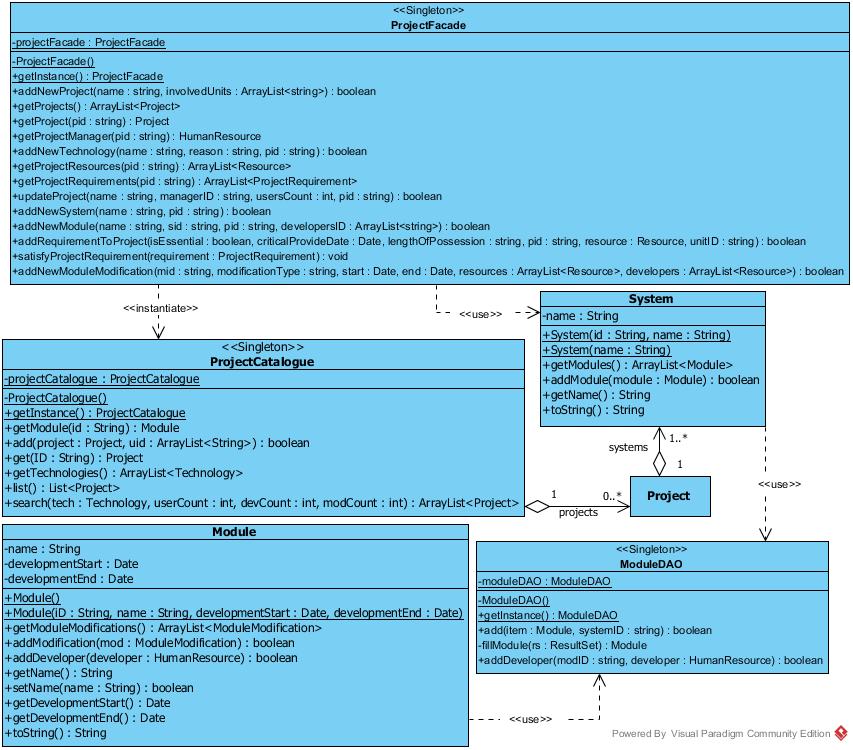 <<Singleton>>
ProjectFacade
-projectFacade : ProjectFacade
-ProjectFacade()
+getInstance() : ProjectFacade
+addNewProject(name : string, involvedUnits : ArrayList<string>) : boolean
+getProjects() : ArrayList<Project>
+getProject(pid : string) : Project
+getProjectManager(pid : string) : HumanResource
+addNewTechnology(name : string, reason : string, pid : string) : boolean
+getProjectResources(pid : string) : ArrayList<Resource>
+getProjectRequirements(pid : string) : ArrayList<ProjectRequirement>
+updateProject(name : string, managerID : string, usersCount : int, pid : string) : boolean
+addNewSystem(name : string, pid : string) : boolean
+addNewModule(name : string, sid : string, pid : string, developersID : ArrayList<string>) : boolean
+addRequirementToProject(isEssential : boolean, criticalProvideDate : Date, lengthOfPossession : string, pid : string, resource : Resource, unitID : string) : boolean
+satisfyProjectRequirement(requirement : ProjectRequirement) : void
+addNewModuleModification(mid : string, modificationType : string, start : Date, end : Date, resources : ArrayList<Resource>, developers : ArrayList<Resource>) : boolean
<<instantiate>>
<<use>>
System
-name : String
+System(id : String, name : String)
+System(name : String)
+getModules() : ArrayList<Module>
+addModule(module : Module) : boolean
+getName() : String
+toString() : String
<<Singleton>>
ProjectCatalogue
-projectCatalogue : ProjectCatalogue
-ProjectCatalogue()
+getInstance() : ProjectCatalogue
+getModule(id : String) : Module
+add(project : Project, uid : ArrayList<String>) : boolean
+get(ID : String) : Project
+getTechnologies() : ArrayList<Technology>
+list() : List<Project>
+search(tech : Technology, userCount : int, devCount : int, modCount : int) : ArrayList<Project>
1..*
systems
1
<<use>>
1
0..*
projects
Project
Module
-name : String
-developmentStart : Date
-developmentEnd : Date
+Module()
+Module(iD : String, name : String, developmentStart : Date, developmentEnd : Date)
+getModuleModifications() : ArrayList<ModuleModification>
+addModification(mod : ModuleModification) : boolean
+addDeveloper(developer : HumanResource) : boolean
+getName() : String
+setName(name : String) : boolean
+getDevelopmentStart() : Date
+getDevelopmentEnd() : Date
+toString() : String
<<Singleton>>
ModuleDAO
-moduleDAO : ModuleDAO
-ModuleDAO()
+getInstance() : ModuleDAO
+add(item : Module, systemID : string) : boolean
-fillModule(rs : ResultSet) : Module
+addDeveloper(modID : string, developer : HumanResource) : boolean
<<use>>
Powered By Visual Paradigm Community Edition